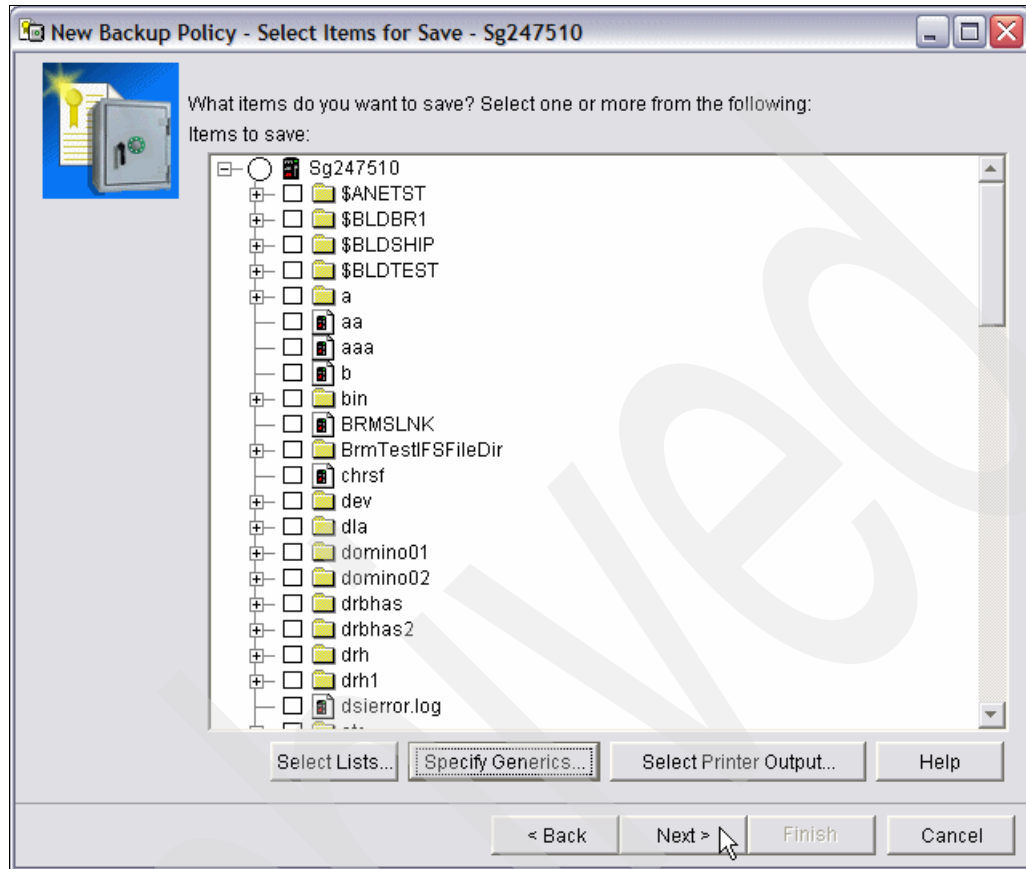 New Backup Policy - Select Items for Save - Sg247510
What items do you want to save? Select one or more from the following:
Items to save:
Sg247510
$ANETST
$BLDBR1
$BLDSHIP
$BLDTEST
a
aa
aaa
b
bin
BRMSLNK
BrmTestIFSFileDir
chrsf
dev
dla
domino01
domino02
drbhas
drbhas2
drh
drh1
dsierror.log
Select Lists... Specify Generics... Select Printer Output... Help
< Back Next > Finish Cancel